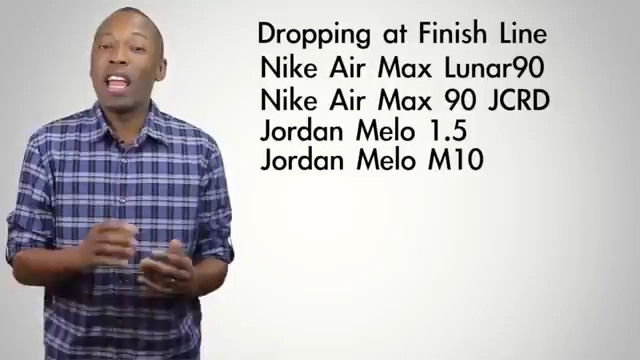 Dropping at Finish Line
Nike Air Max Lunar90
Nike Air Max 90 JCRD
Jordan Melo 1.5
Jordan Melo M10